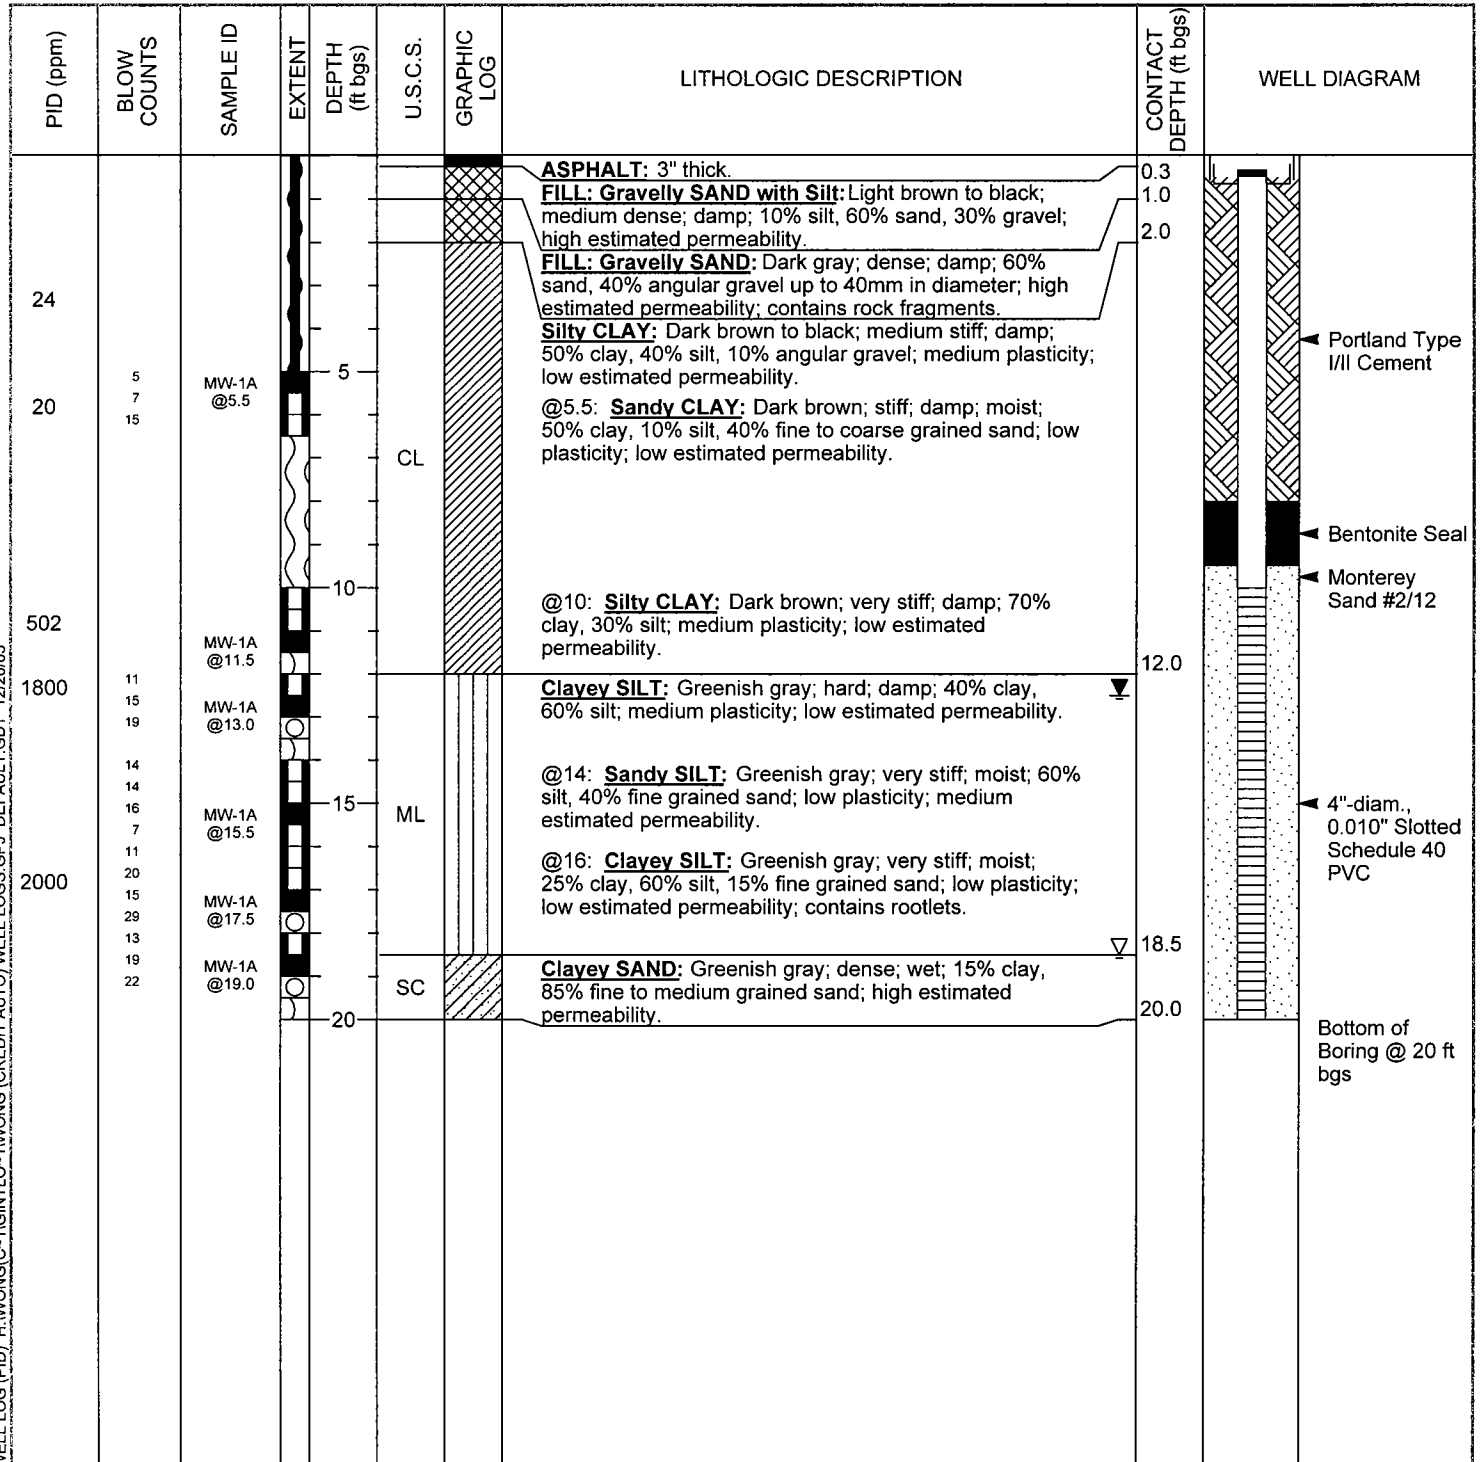 PID (ppm)
BLOW
COUNTS
SAMPLE ID
EXTENT
DEPTH
(ft bgs)
U.S.C.S.
GRAPHIC
LOG
LITHOLOGIC DESCRIPTION
CONTACT
DEPTH (ft bgs)
WELL DIAGRAM
ASPHALT: 3" thick.
0.3
FILL: Gravelly SAND with Silt: Light brown to black;
medium dense; damp; 10% silt, 60% sand, 30% gravel;
high estimated permeability.
1.0
FILL: Gravelly SAND: Dark gray; dense; damp; 60%
sand, 40% angular gravel up to 40mm in diameter; high
estimated permeability; contains rock fragments.
2.0
24
Silty CLAY: Dark brown to black; medium stiff; damp;
50% clay, 40% silt, 10% angular gravel; medium plasticity;
low estimated permeability.
Portland Type
I/II Cement
5
20
5
7
15
MW-1A
@5.5
@5.5: Sandy CLAY: Dark brown; stiff; damp; moist;
50% clay, 10% silt, 40% fine to coarse grained sand; low
plasticity; low estimated permeability.
CL
Bentonite Seal
Monterey
Sand #2/12
10
502
@10: Silty CLAY: Dark brown; very stiff; damp; 70%
clay, 30% silt; medium plasticity; low estimated
permeability.
MW-1A
@11.5
12.0
1800
11
15
19
MW-1A
@13.0
Clayey SILT: Greenish gray; hard; damp; 40% clay,
60% silt; medium plasticity; low estimated permeability.
14
14
16
7
11
20
15
29
13
19
22
MW-1A
@15.5
15
ML
@14: Sandy SILT: Greenish gray; very stiff; moist; 60%
silt, 40% fine grained sand; low plasticity; medium
estimated permeability.
4"-diam.,
0.010" Slotted
Schedule 40
PVC
2000
@16: Clayey SILT: Greenish gray; very stiff; moist;
25% clay, 60% silt, 15% fine grained sand; low plasticity;
low estimated permeability; contains rootlets.
MW-1A
@17.5
18.5
MW-1A
@19.0
SC
Clayey SAND: Greenish gray; dense; wet; 15% clay,
85% fine to medium grained sand; high estimated
permeability.
20.0
20
Bottom of
Boring @ 20 ft
bgs
WELL LOG (PID)